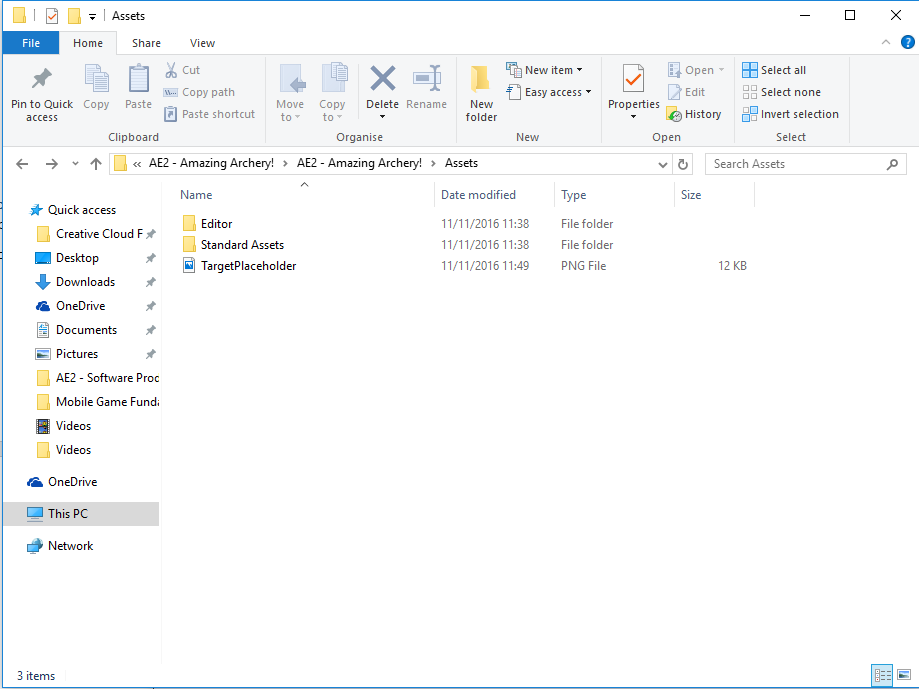 Assets
File Home Share View
Pin to Quick access
Copy
Paste
Cut
Copy path
Paste shortcut
Clipboard
Move to
Copy to
Delete
Rename
Organise
New folder
New item
Easy access
New
Properties
Open
Edit
History
Open
Select all
Select none
Invert selection
Select
« AE2 - Amazing Archery! › AE2 - Amazing Archery! › Assets
Search Assets
Name Date modified Type Size
Editor 11/11/2016 11:38 File folder
Standard Assets 11/11/2016 11:38 File folder
TargetPlaceholder 11/11/2016 11:49 PNG File 12 KB
Quick access
Creative Cloud F
Desktop
Downloads
OneDrive
Documents
Pictures
AE2 - Software Proc
Mobile Game Funda
Videos
Videos
OneDrive
This PC
Network
3 items